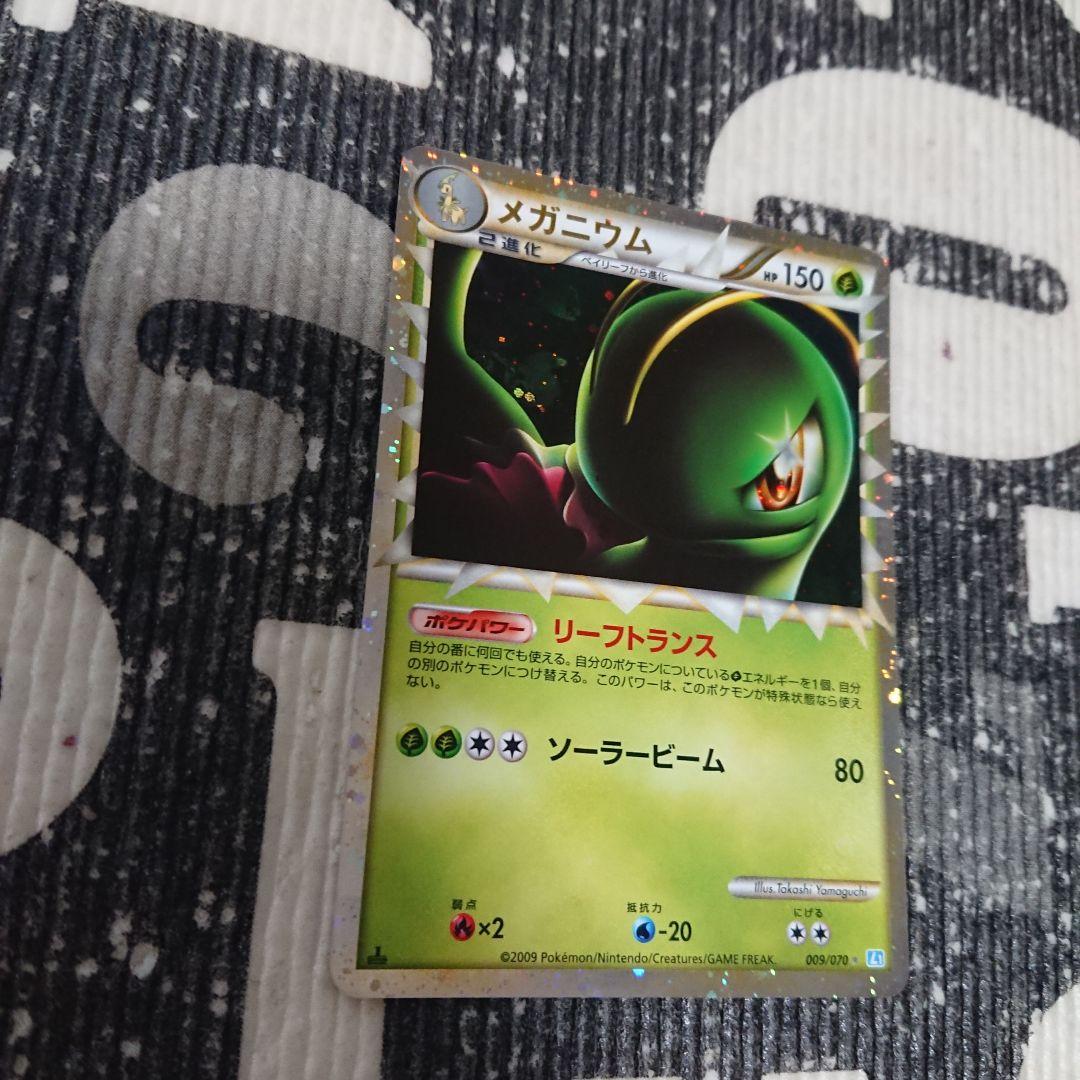 メガニウム
2進化
ベイリーフから進化
HP 150
ポケパワー リーフトランス
自分の番に何回でも使える。自分のポケモンについているエネルギーを1個、自分
の別のポケモンにつけ替える。このパワーは、このポケモンが特殊状態なら使え
ない。
ソーラービーム 80
Illus. Takashi Yamaguchi
弱点 抵抗力 にげる
×2 -20
1
©2009 Pokémon/Nintendo/Creatures/GAME FREAK. 009/070 L1